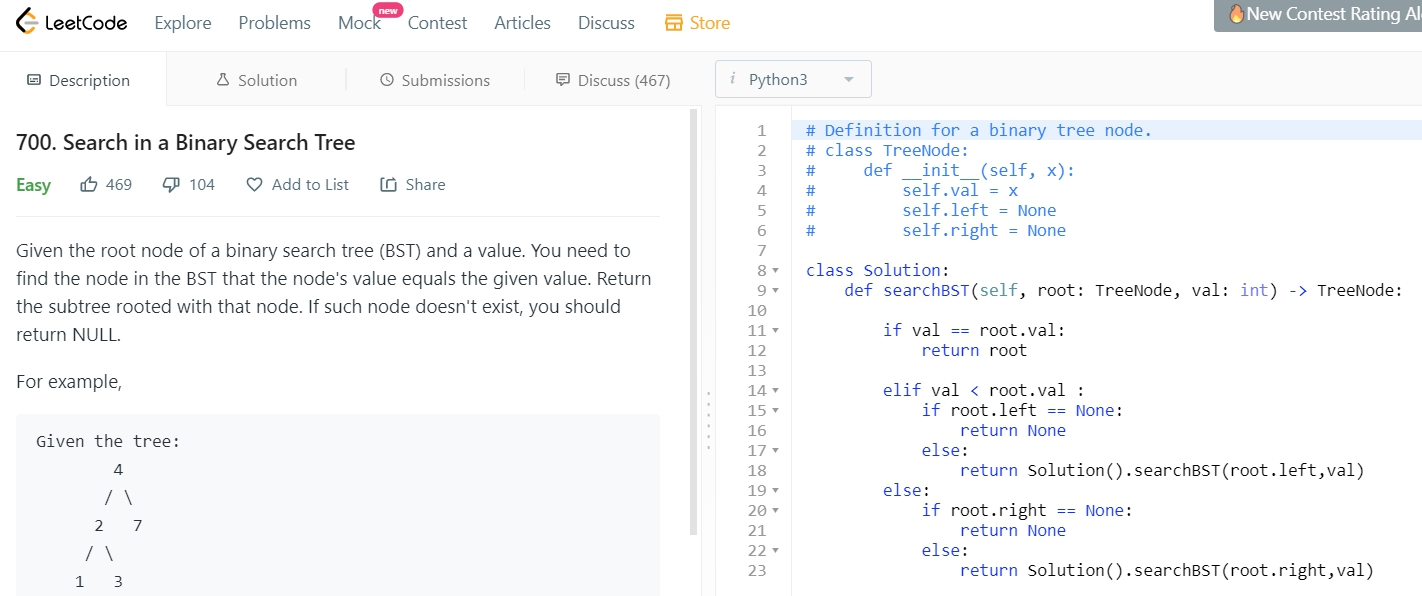 LeetCode Explore Problems Mock new Contest Articles Discuss Store
🔥New Contest Rating Al
Description Solution Submissions Discuss (467)
i Python3
700. Search in a Binary Search Tree
Easy 469 104 Add to List Share
Given the root node of a binary search tree (BST) and a value. You need to
find the node in the BST that the node's value equals the given value. Return
the subtree rooted with that node. If such node doesn't exist, you should
return NULL.
For example,
Given the tree:
        4
       / \
      2   7
     / \
    1   3
1 # Definition for a binary tree node.
2 # class TreeNode:
3 #     def __init__(self, x):
4 #         self.val = x
5 #         self.left = None
6 #         self.right = None
7
8 class Solution:
9     def searchBST(self, root: TreeNode, val: int) -> TreeNode:
10
11         if val == root.val:
12             return root
13
14         elif val < root.val :
15             if root.left == None:
16                 return None
17             else:
18                 return Solution().searchBST(root.left,val)
19         else:
20             if root.right == None:
21                 return None
22             else:
23                 return Solution().searchBST(root.right,val)